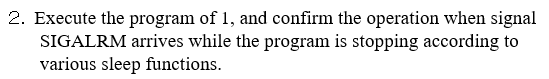 2. Execute the program of 1, and confirm the operation when signal
SIGALRM arrives while the program is stopping according to
various sleep functions.